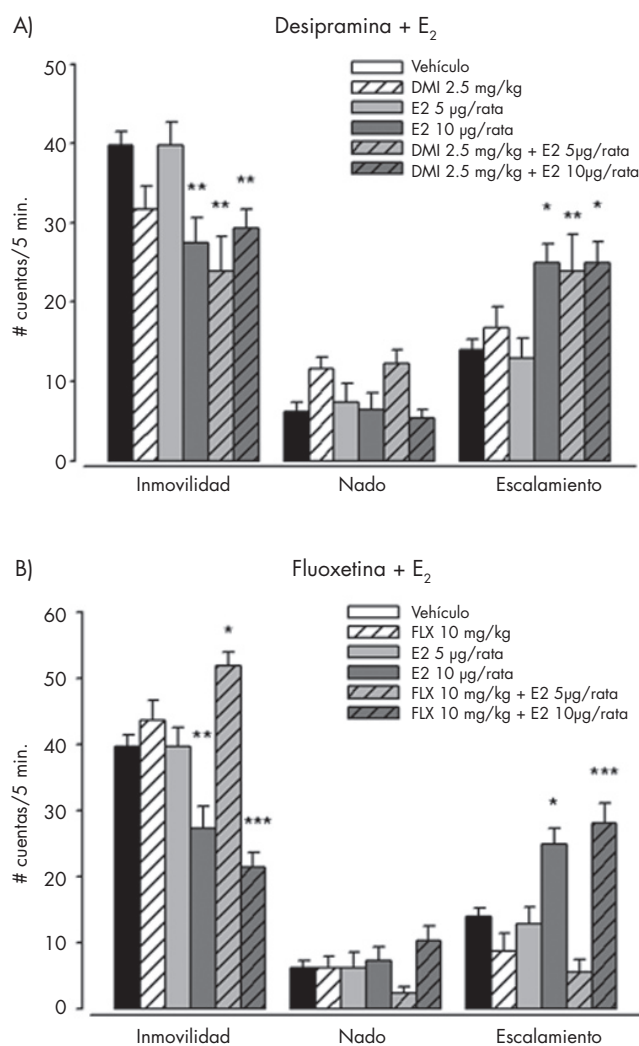 A)
Desipramina + E₂
# cuentas/5 min.
50
40
30
20
10
0
Vehículo
DMI 2.5 mg/kg
E2 5 µg/rata
E2 10 µg/rata
DMI 2.5 mg/kg + E2 5µg/rata
DMI 2.5 mg/kg + E2 10µg/rata
** ** ** * ** *
Inmovilidad Nado Escalamiento
B)
Fluoxetina + E₂
# cuentas/5 min.
60
50
40
30
20
10
0
Vehículo
FLX 10 mg/kg
E2 5 µg/rata
E2 10 µg/rata
FLX 10 mg/kg + E2 5µg/rata
FLX 10 mg/kg + E2 10µg/rata
** * *** * ***
Inmovilidad Nado Escalamiento